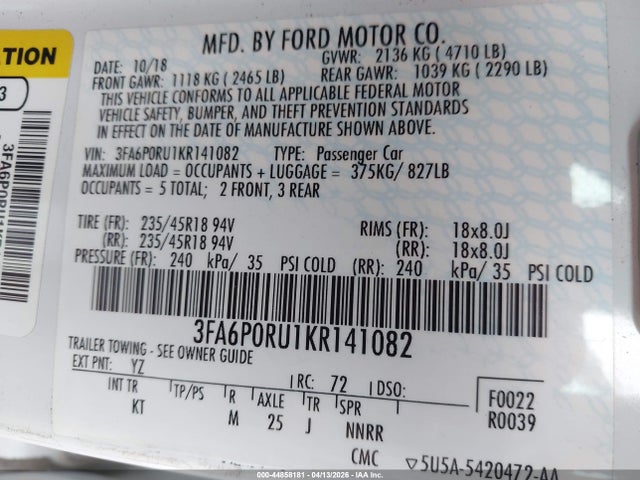 MFD. BY FORD MOTOR CO.
DATE: 10/18 GVWR: 2136 KG (4710 LB)
FRONT GAWR: 1118 KG (2465 LB) REAR GAWR: 1039 KG (2290 LB)
THIS VEHICLE CONFORMS TO ALL APPLICABLE FEDERAL MOTOR
VEHICLE SAFETY, BUMPER, AND THEFT PREVENTION STANDARDS
IN EFFECT ON THE DATE OF MANUFACTURE SHOWN ABOVE.
VIN: 3FA6P0RU1KR141082 TYPE: Passenger Car
MAXIMUM LOAD = OCCUPANTS + LUGGAGE = 375KG/ 827LB
OCCUPANTS = 5 TOTAL; 2 FRONT, 3 REAR
TIRE (FR): 235/45R18 94V RIMS (FR): 18x8.0J
(RR): 235/45R18 94V (RR): 18x8.0J
PRESSURE (FR): 240 kPa/ 35 PSI COLD (RR): 240 kPa/ 35 PSI COLD
3FA6P0RU1KR141082
TRAILER TOWING - SEE OWNER GUIDE
EXT PNT: YZ RC: 72 DSO: F0022
INT TR TP/PS R AXLE TR SPR R0039
KT M 25 J NNRR
CMC ▽5U5A-5420472-AA
000-44858181 - 04/13/2026 - IAAI.COM